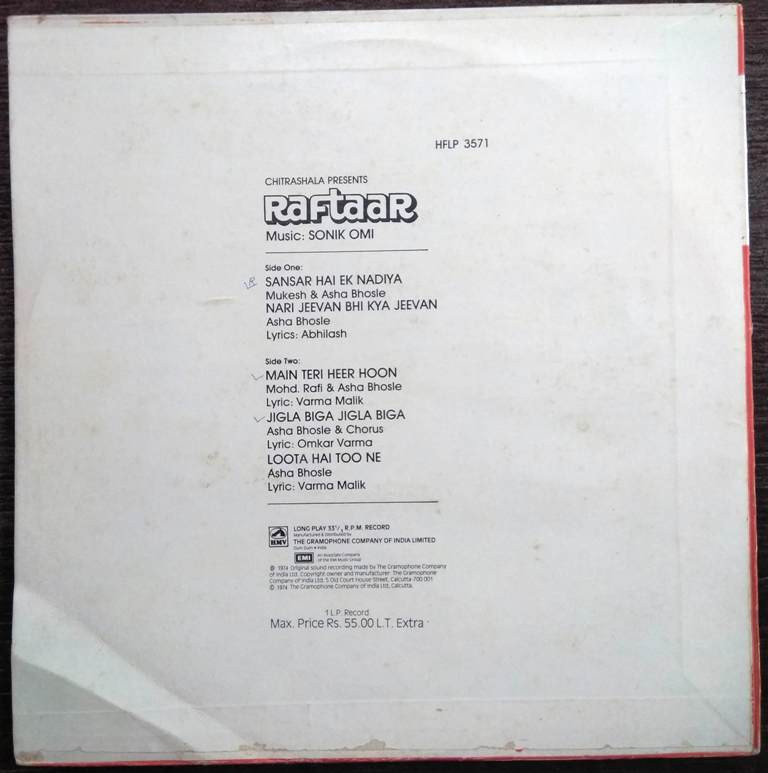 HFLP 3571
CHITRASHALA PRESENTS
RaftaaR
Music: SONIK OMI
Side One:
SANSAR HAI EK NADIYA
Mukesh & Asha Bhosle
NARI JEEVAN BHI KYA JEEVAN
Asha Bhosle
Lyrics: Abhilash
Side Two:
MAIN TERI HEER HOON
Mohd. Rafi & Asha Bhosle
Lyric: Varma Malik
JIGLA BIGA JIGLA BIGA
Asha Bhosle & Chorus
Lyric: Omkar Varma
LOOTA HAI TOO NE
Asha Bhosle
Lyric: Varma Malik
HMV
LONG PLAY 33⅓ R.P.M. RECORD
Manufactured & Distributed by
THE GRAMOPHONE COMPANY OF INDIA LIMITED
Dum Dum • India
EMI
An Associate Company
of the EMI Music Group
℗ 1974 Original sound recording made by The Gramophone Company
of India Ltd. Copyright owner and manufacturer: The Gramophone
Company of India Ltd, 5 Old Court House Street, Calcutta-700 001
© 1974 The Gramophone Company of India Ltd, Calcutta.
1 L.P. Record
Max. Price Rs. 55.00 L.T. Extra